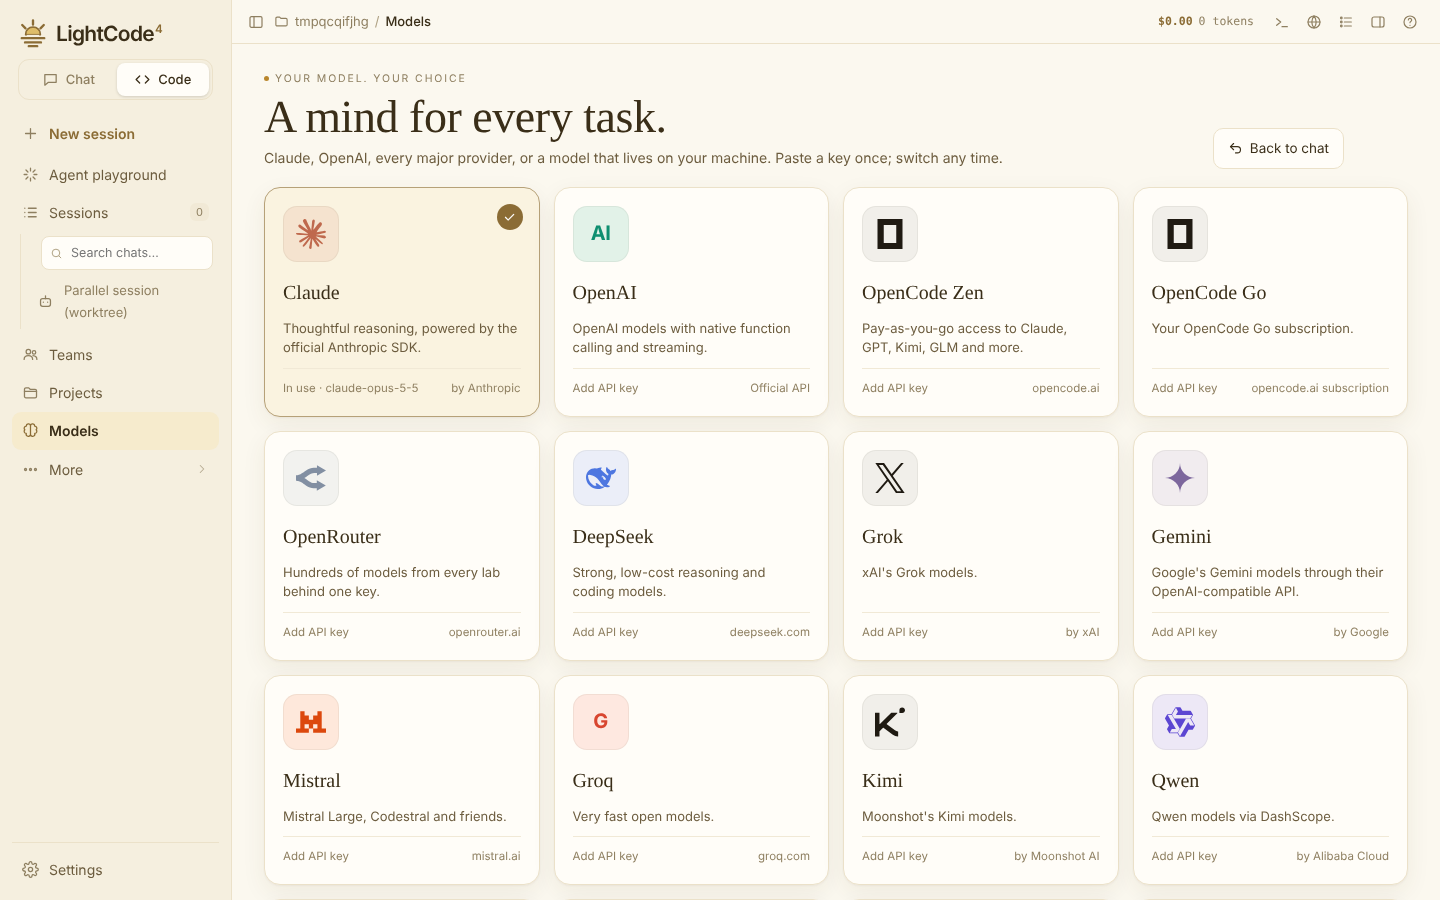 LightCode4
Chat
Code
New session
Agent playground
Sessions
0
Search chats...
Parallel session
(worktree)
Teams
Projects
Models
More
Settings
tmpqcqifjhg / Models
$0.00 0 tokens
YOUR MODEL. YOUR CHOICE
A mind for every task.
Claude, OpenAI, every major provider, or a model that lives on your machine. Paste a key once; switch any time.
Back to chat
Claude
Thoughtful reasoning, powered by the
official Anthropic SDK.
In use · claude-opus-5-5
by Anthropic
AI
OpenAI
OpenAI models with native function
calling and streaming.
Add API key
Official API
OpenCode Zen
Pay-as-you-go access to Claude,
GPT, Kimi, GLM and more.
Add API key
opencode.ai
OpenCode Go
Your OpenCode Go subscription.
Add API key
opencode.ai subscription
OpenRouter
Hundreds of models from every lab
behind one key.
Add API key
openrouter.ai
DeepSeek
Strong, low-cost reasoning and
coding models.
Add API key
deepseek.com
Grok
xAI's Grok models.
Add API key
by xAI
Gemini
Google's Gemini models through their
OpenAI-compatible API.
Add API key
by Google
Mistral
Mistral Large, Codestral and friends.
Add API key
mistral.ai
G
Groq
Very fast open models.
Add API key
groq.com
Kimi
Moonshot's Kimi models.
Add API key
by Moonshot AI
Qwen
Qwen models via DashScope.
Add API key
by Alibaba Cloud